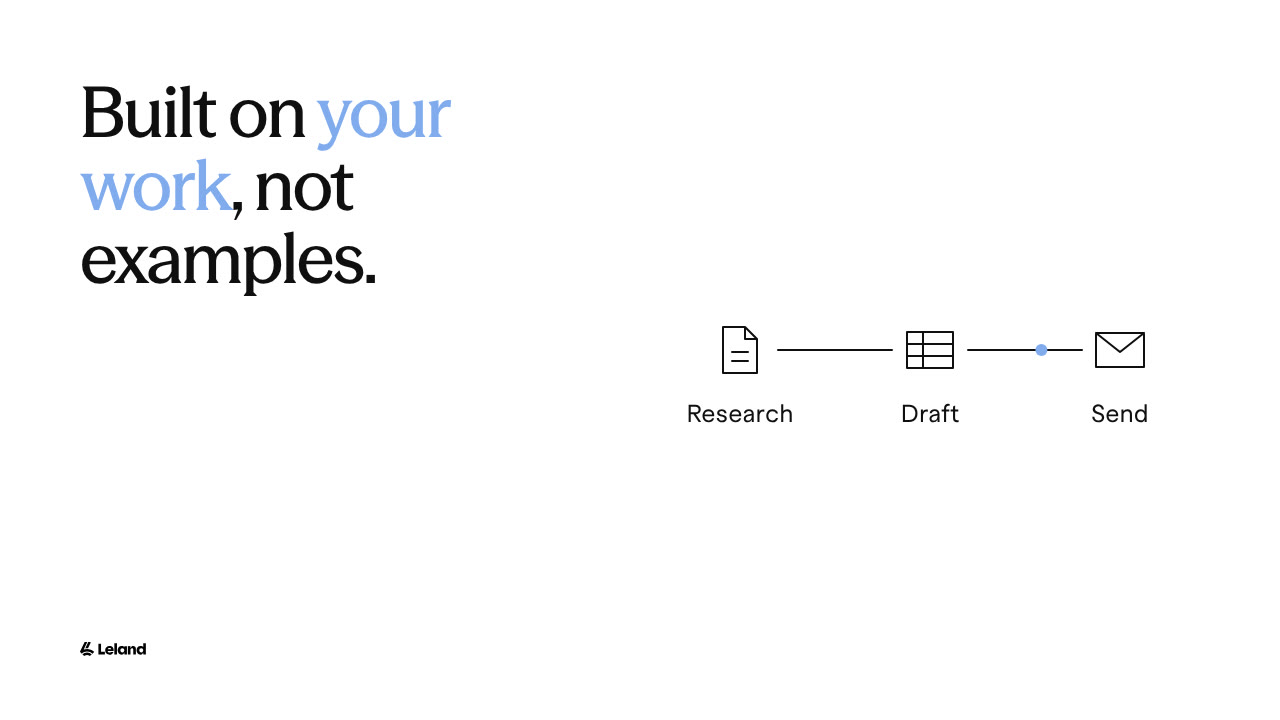 Built on your
work, not
examples.
Research
Draft
Send
Leland